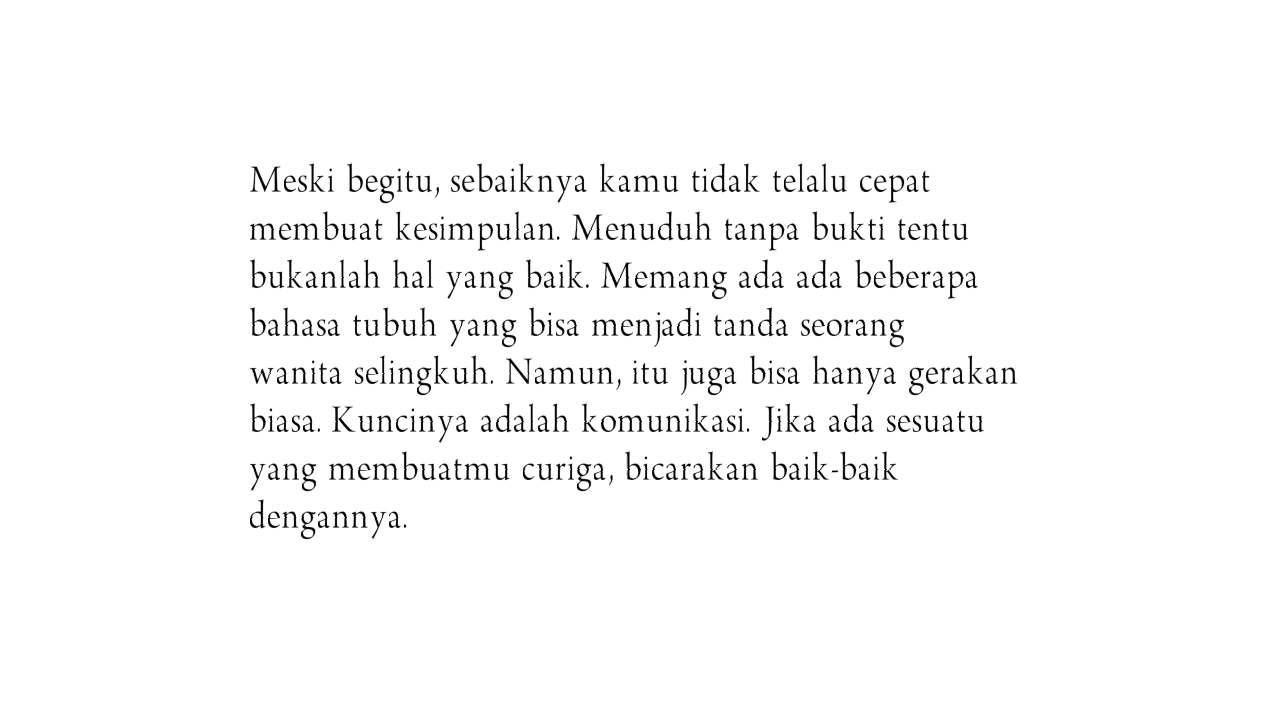 Meski begitu, sebaiknya kamu tidak telalu cepat
membuat kesimpulan. Menuduh tanpa bukti tentu
bukanlah hal yang baik. Memang ada ada beberapa
bahasa tubuh yang bisa menjadi tanda seorang
wanita selingkuh. Namun, itu juga bisa hanya gerakan
biasa. Kuncinya adalah komunikasi. Jika ada sesuatu
yang membuatmu curiga, bicarakan baik-baik
dengannya.